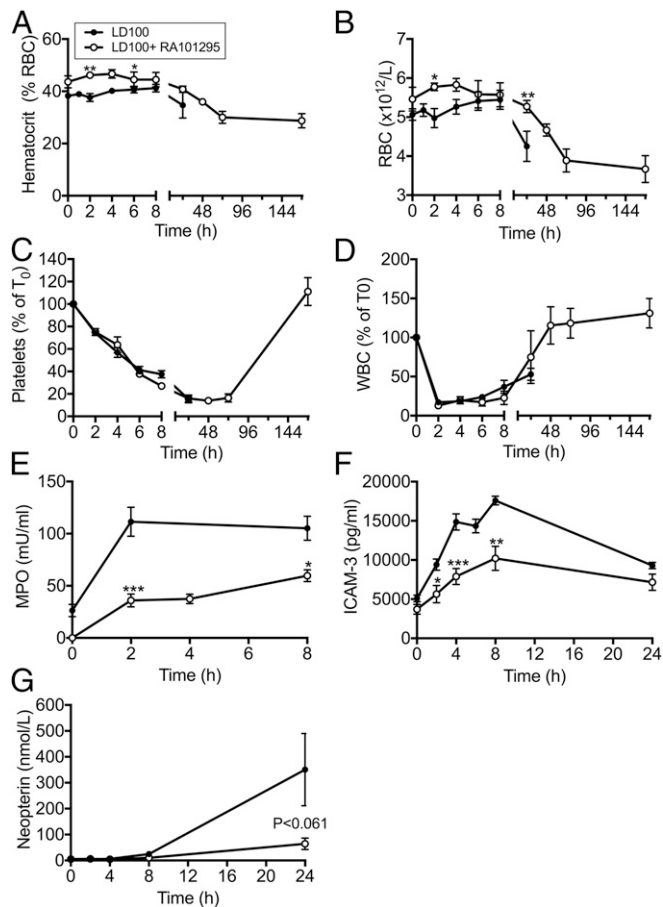 A
LD100
LD100+ RA101295
Hematocrit (% RBC)
60
40
20
0
** *
0 2 4 6 8 48 96 144
Time (h)
B
RBC (x10¹²/L)
6
5
4
3
* **
0 2 4 6 8 48 96 144
Time (h)
C
Platelets (% of T₀)
140
120
100
80
60
40
20
0
0 2 4 6 8 48 96 144
Time (h)
D
WBC (% of T0)
200
150
100
50
0
0 2 4 6 8 48 96 144
Time (h)
E
MPO (mU/ml)
150
100
50
0
*** *
0 2 4 6 8
Time (h)
F
ICAM-3 (pg/ml)
20000
15000
10000
5000
0
* *** **
0 4 8 12 16 20 24
Time (h)
G
Neopterin (nmol/L)
600
500
400
300
200
100
0
P<0.061
0 4 8 12 16 20 24
Time (h)